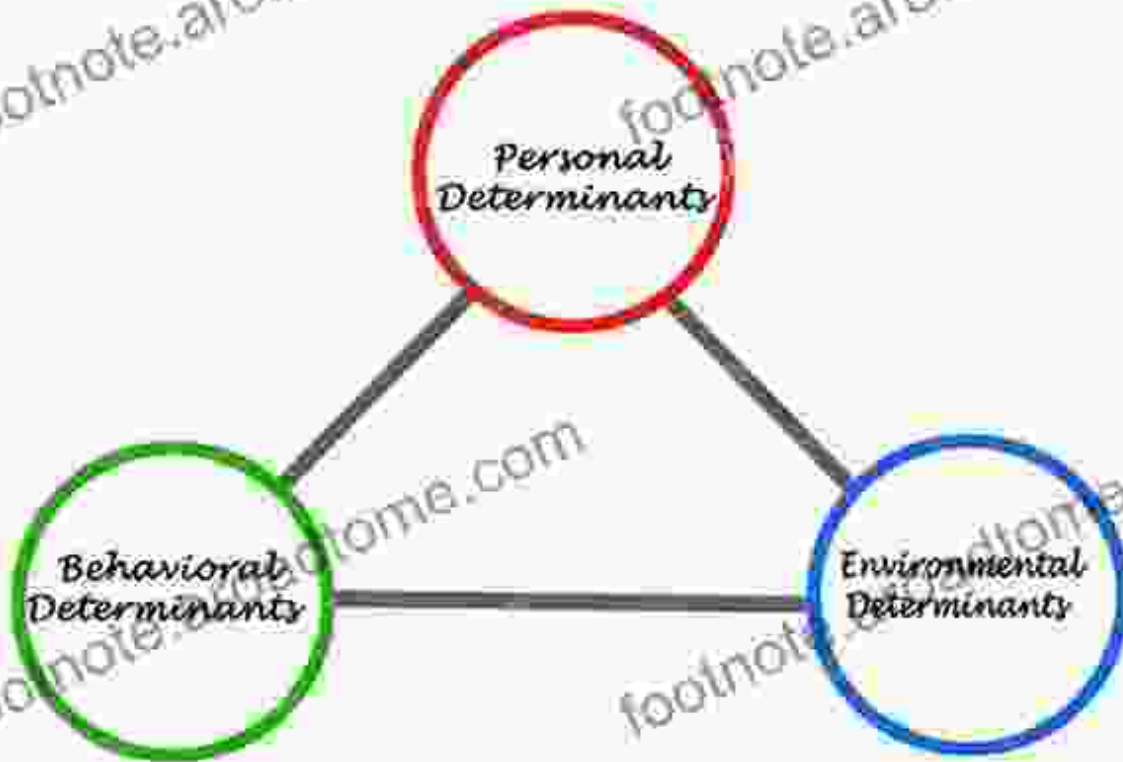 Personal
Determinants
Behavioral
Determinants
Environmental
Determinants